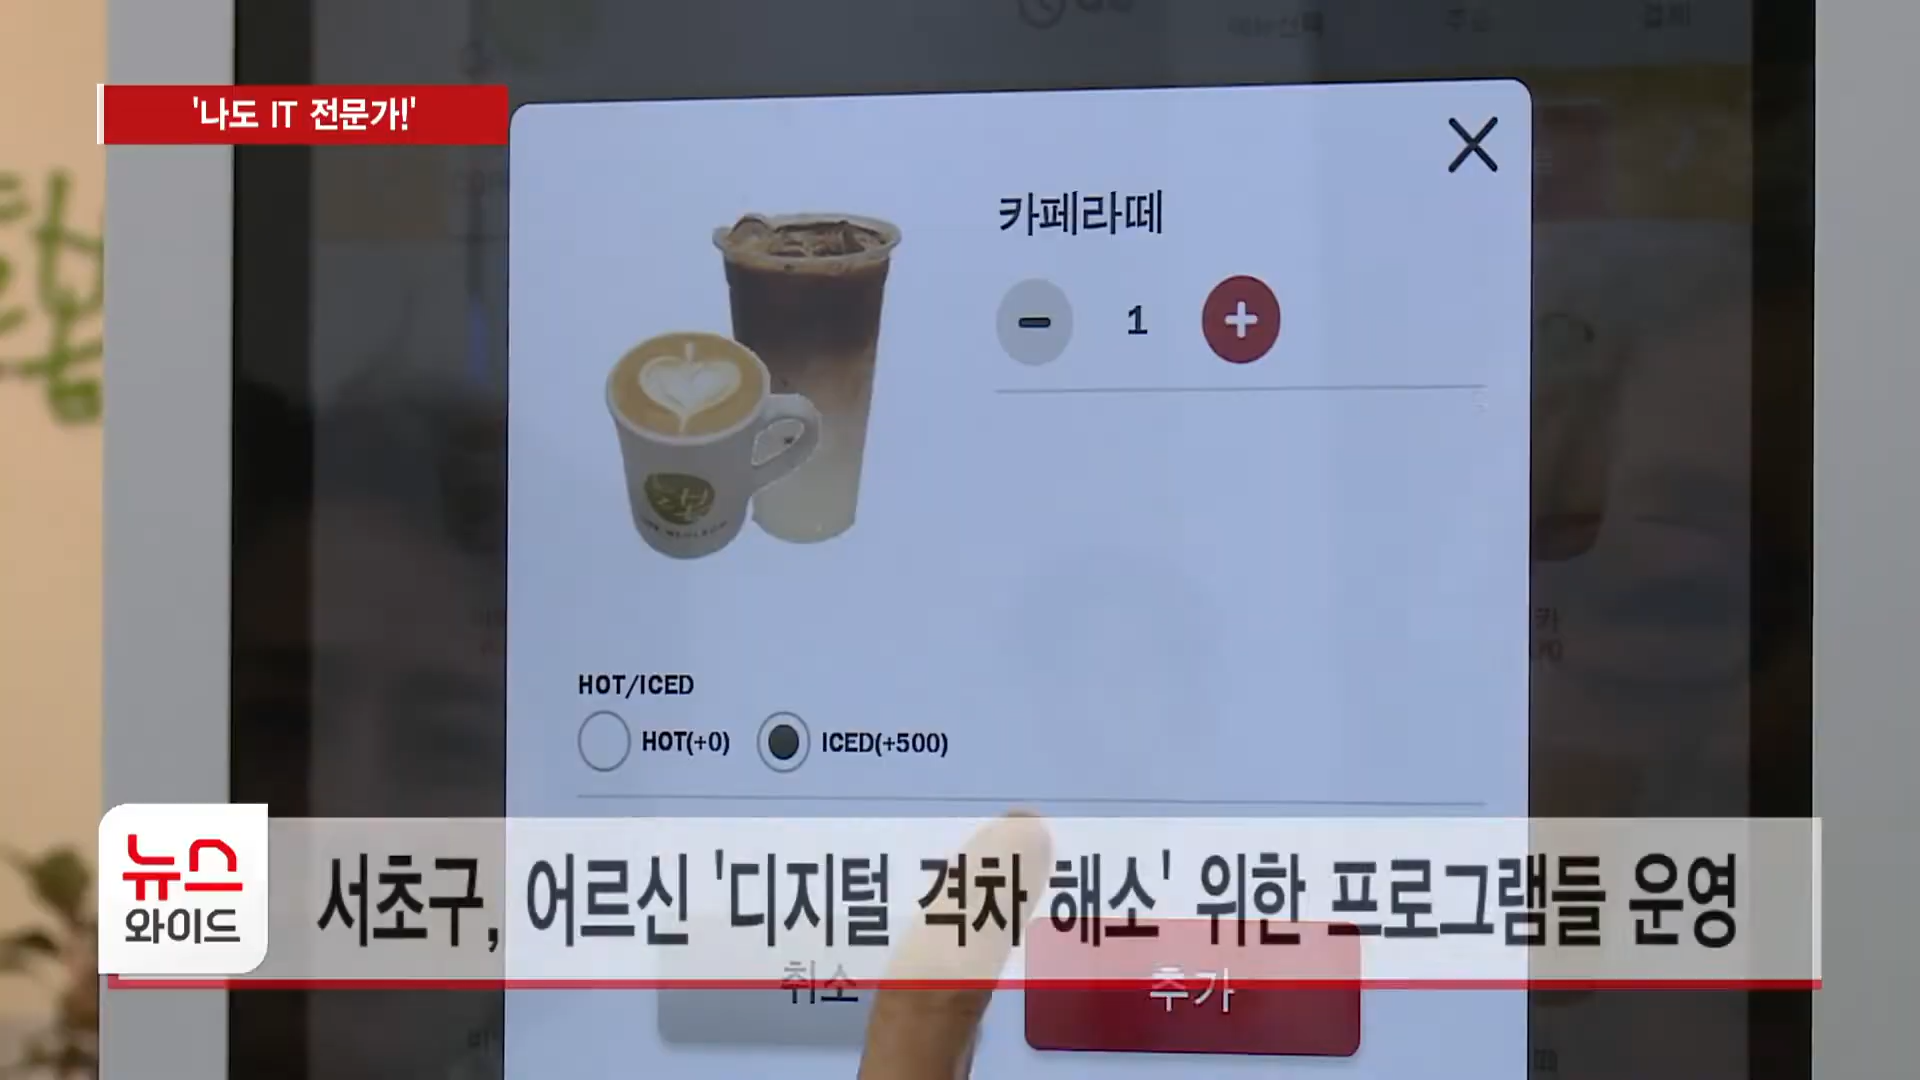 '나도 IT 전문가!'
카페라떼
1
HOT/ICED
HOT(+0) ICED(+500)
뉴스
와이드
서초구, 어르신 '디지털 격차 해소' 위한 프로그램들 운영
취소
추가